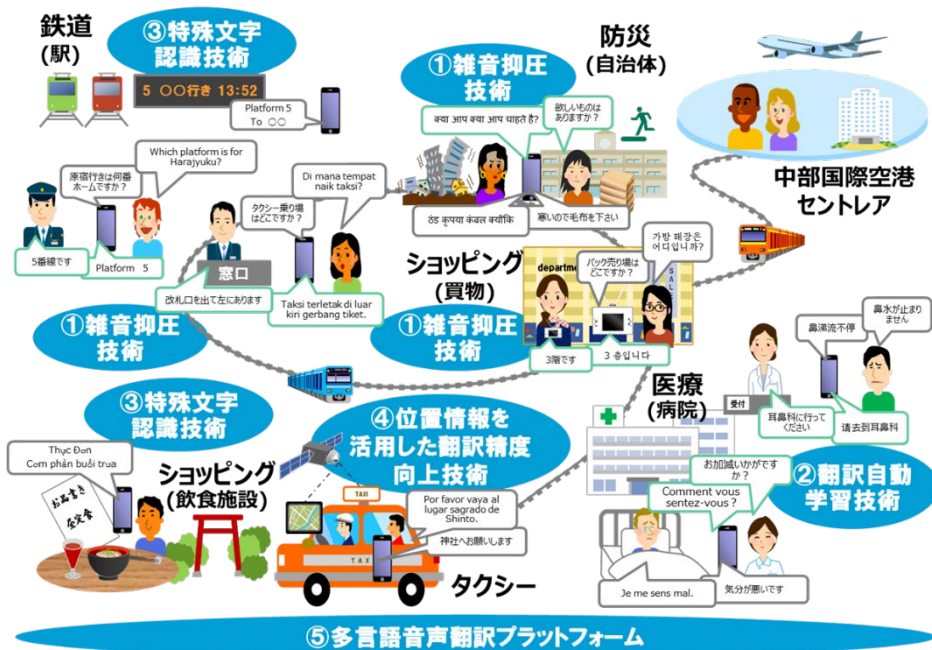 鉄道
(駅)
③特殊文字
認識技術
5 〇〇行き 13:52
Platform 5
To 〇〇
Which platform is for
Harajyuku?
原宿行きは何番
ホームですか?
5番線です
Platform 5
タクシー乗り場
はどこですか?
Di mana tempat
naik taksi?
窓口
改札口を出て左にあります
Taksi terletak di luar
kiri gerbang tiket.
①雑音抑圧
技術
防災
(自治体)
①雑音抑圧
技術
क्या आप क्या आप चाहते है?
欲しいものは
ありますか?
ठंड कृपया कंबल क्योंकि
寒いので毛布を下さい
中部国際空港
セントレア
ショッピング
(買物)
①雑音抑圧
技術
department
SAL
バック売り場は
どこですか?
가방 매장은
어디입니까?
3階です
3 층입니다
医療
(病院)
受付
鼻涕流不停
鼻水が止まり
ません
耳鼻科に行って
ください
请去到耳鼻科
②翻訳自動
学習技術
お加減いかがです
か?
Comment vous
sentez-vous ?
Je me sens mal.
気分が悪いです
③特殊文字
認識技術
ショッピング
(飲食施設)
Thục Đơn
Cơm phần buổi trưa
お品書き
昼定食
④位置情報を
活用した翻訳精度
向上技術
TAXI
TAX
Por favor vaya al
lugar sagrado de
Shinto.
神社へお願いします
タクシー
⑤多言語音声翻訳プラットフォーム